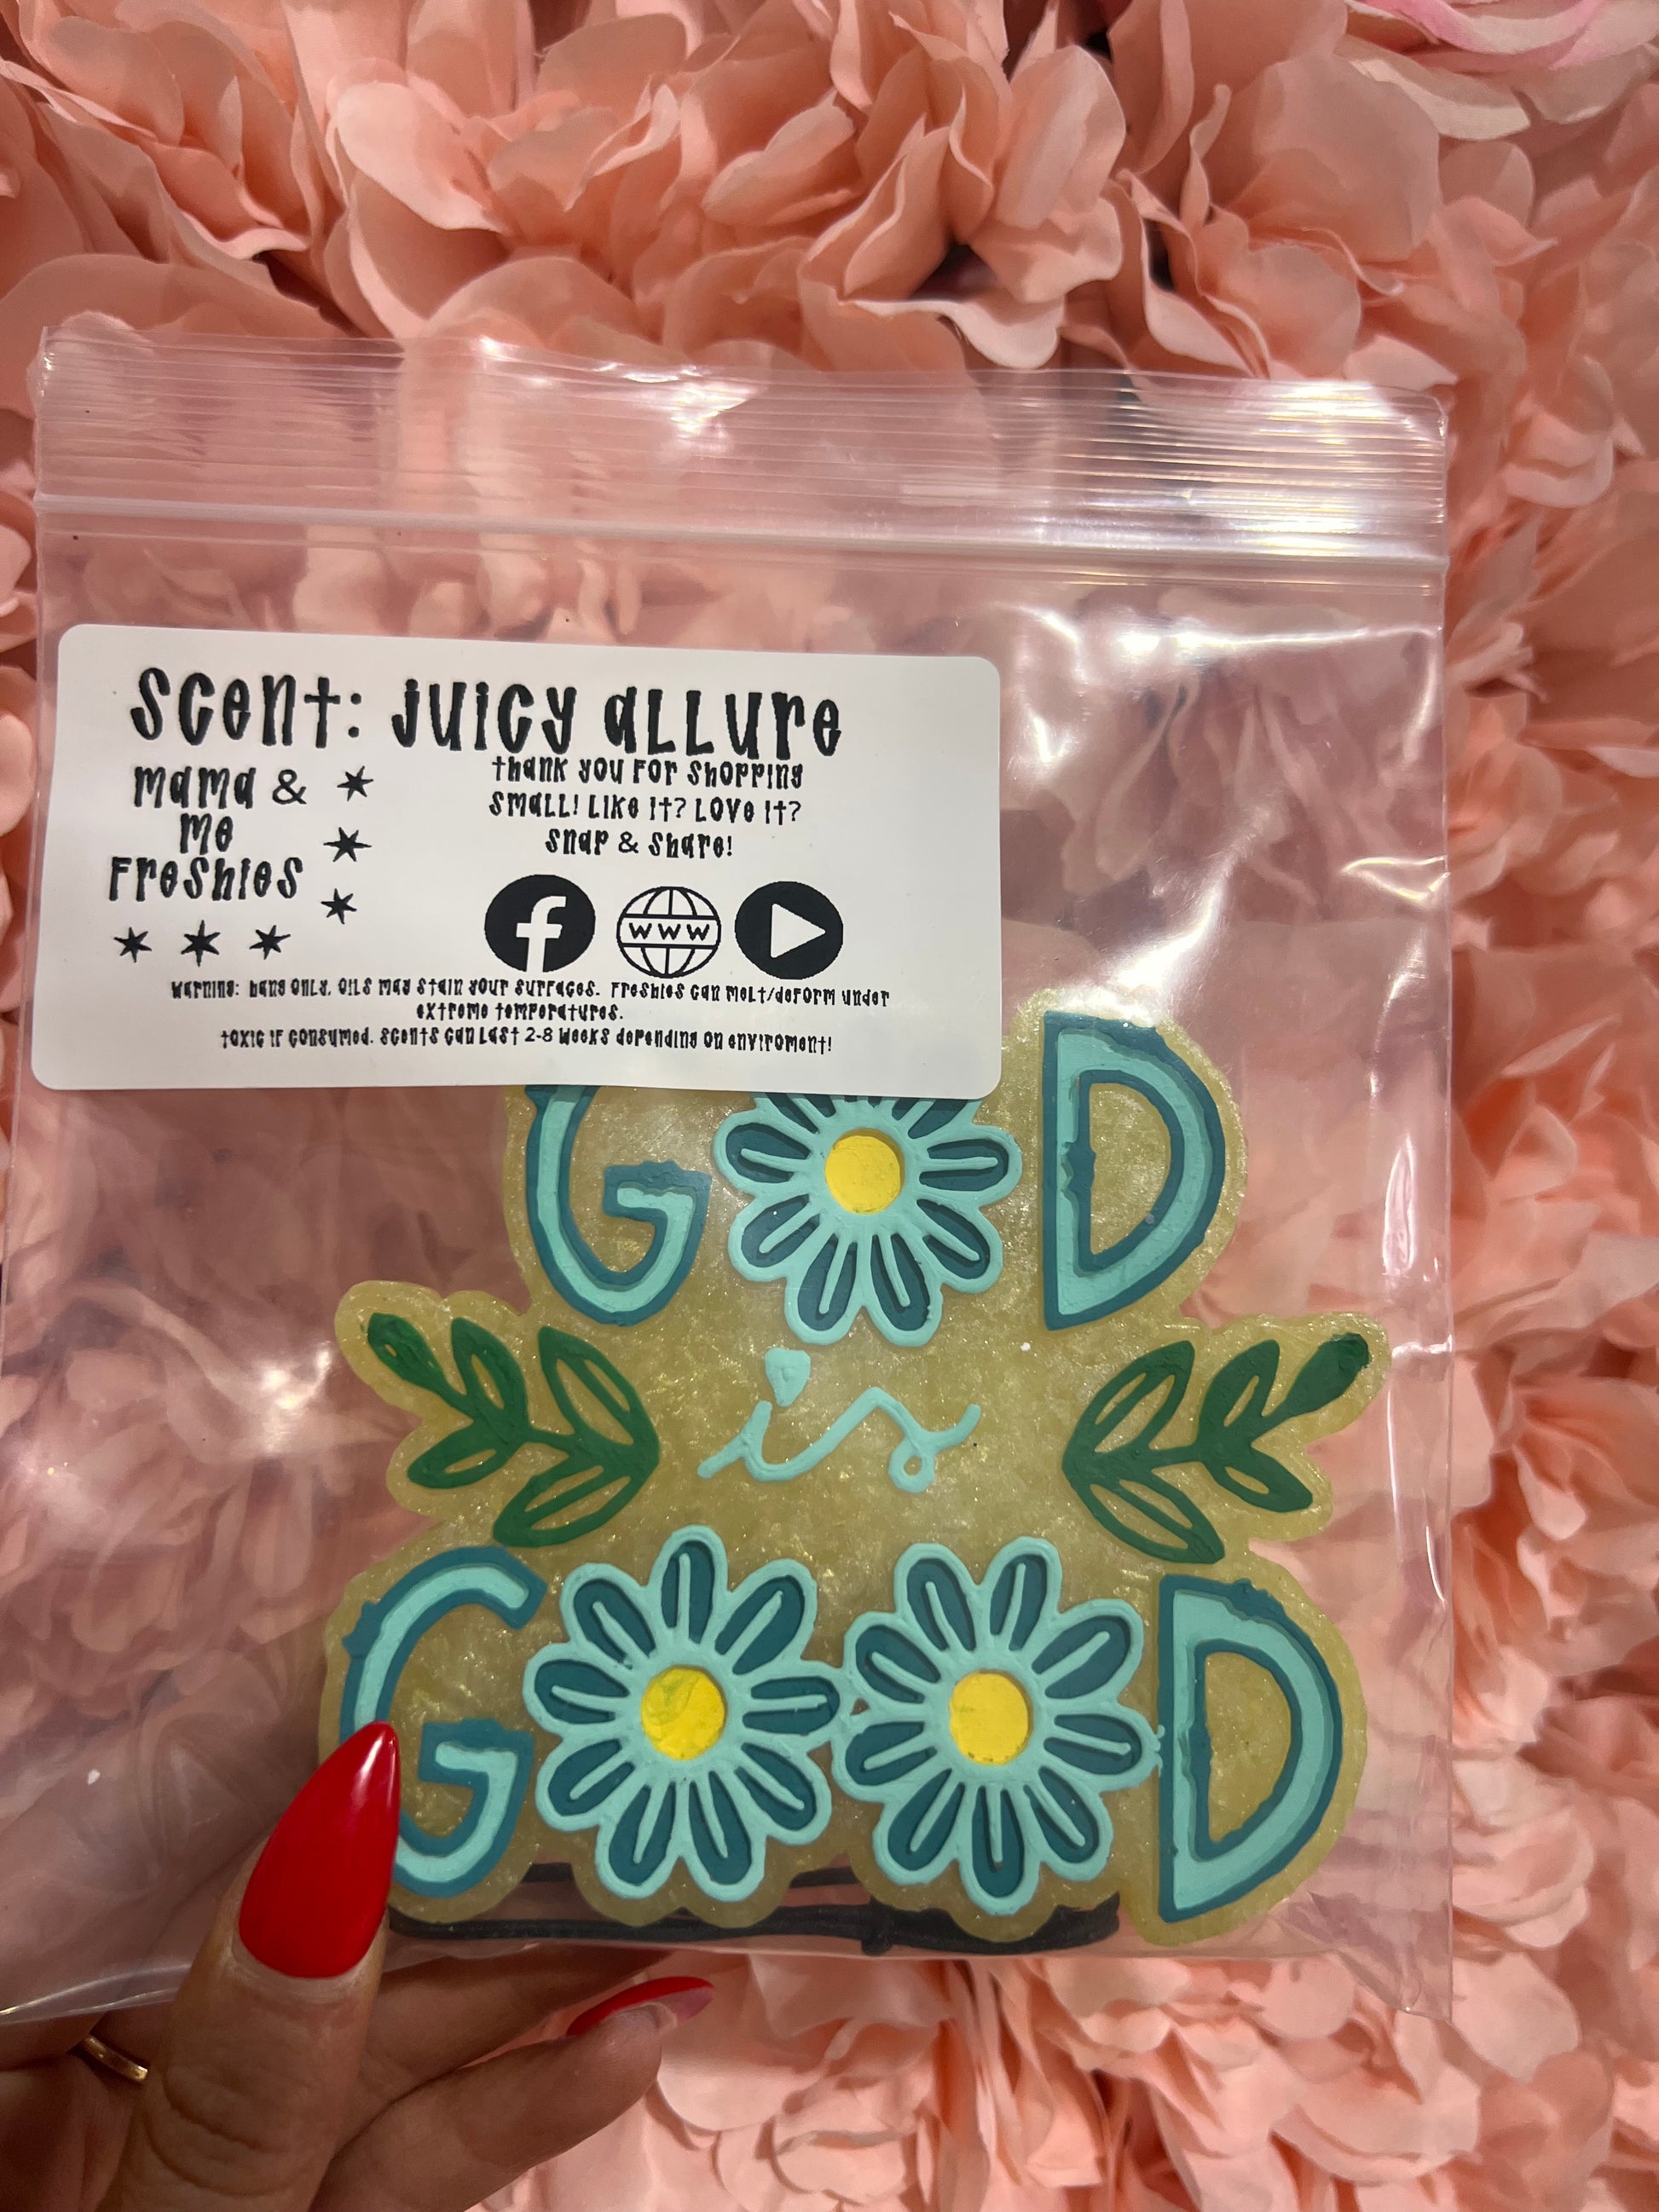 Scent: Juicy Allure
Mama &
Me
Freshies
Thank you for shopping
small! Like it? Love it?
Snap & Share!
f
WWW
Warning: hang only. Oils may stain your surfaces. Freshies can melt/deform under
extreme temperatures.
Toxic if consumed. Scents can last 2-8 weeks depending on enviroment!
GOD
is
GOOD